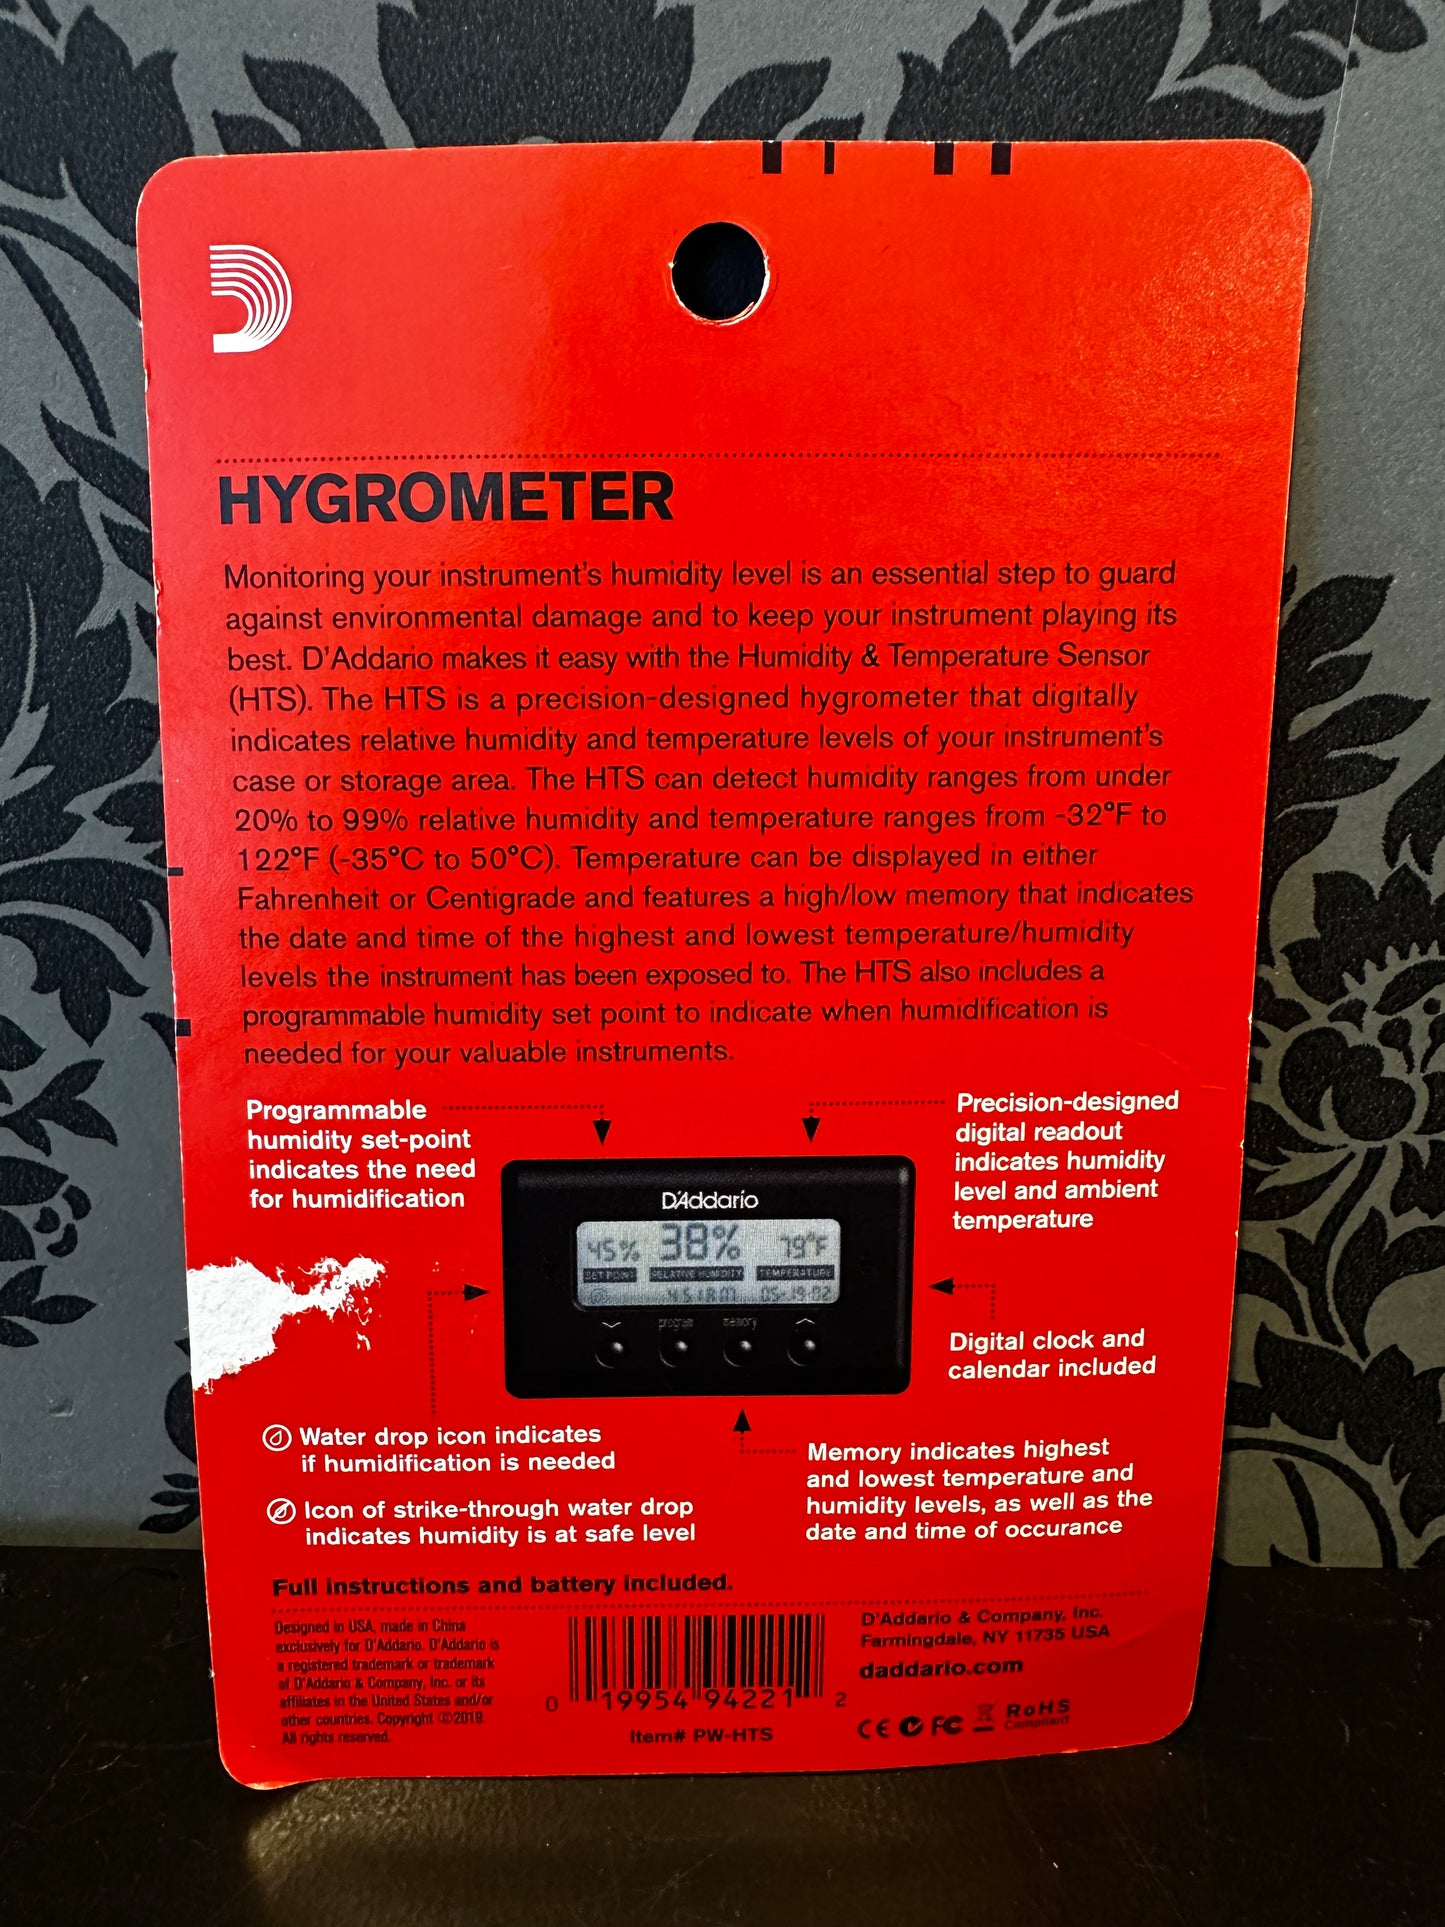 HYGROMETER
Monitoring your instrument's humidity level is an essential step to guard
against environmental damage and to keep your instrument playing its
best. D'Addario makes it easy with the Humidity & Temperature Sensor
(HTS). The HTS is a precision-designed hygrometer that digitally
indicates relative humidity and temperature levels of your instrument's
case or storage area. The HTS can detect humidity ranges from under
20% to 99% relative humidity and temperature ranges from -32°F to
122°F (-35°C to 50°C). Temperature can be displayed in either
Fahrenheit or Centigrade and features a high/low memory that indicates
the date and time of the highest and lowest temperature/humidity
levels the instrument has been exposed to. The HTS also includes a
programmable humidity set point to indicate when humidification is
needed for your valuable instruments.
Programmable
humidity set-point
indicates the need
for humidification
Precision-designed
digital readout
indicates humidity
level and ambient
temperature
D'Addario
45% 38% 79°F
SET POINT RELATIVE HUMIDITY TEMPERATURE
program memory
Digital clock and
calendar included
Water drop icon indicates
if humidification is needed
Icon of strike-through water drop
indicates humidity is at safe level
Memory indicates highest
and lowest temperature and
humidity levels, as well as the
date and time of occurance
Full instructions and battery included.
Designed in USA, made in China
exclusively for D'Addario. D'Addario is
a registered trademark or trademark
of D'Addario & Company, Inc. or its
affiliates in the United States and/or
other countries. Copyright ©2019.
All rights reserved.
0 19954 94221 2
Item# PW-HTS
D'Addario & Company, Inc.
Farmingdale, NY 11735 USA
daddario.com
CE FC RoHS
Compliant